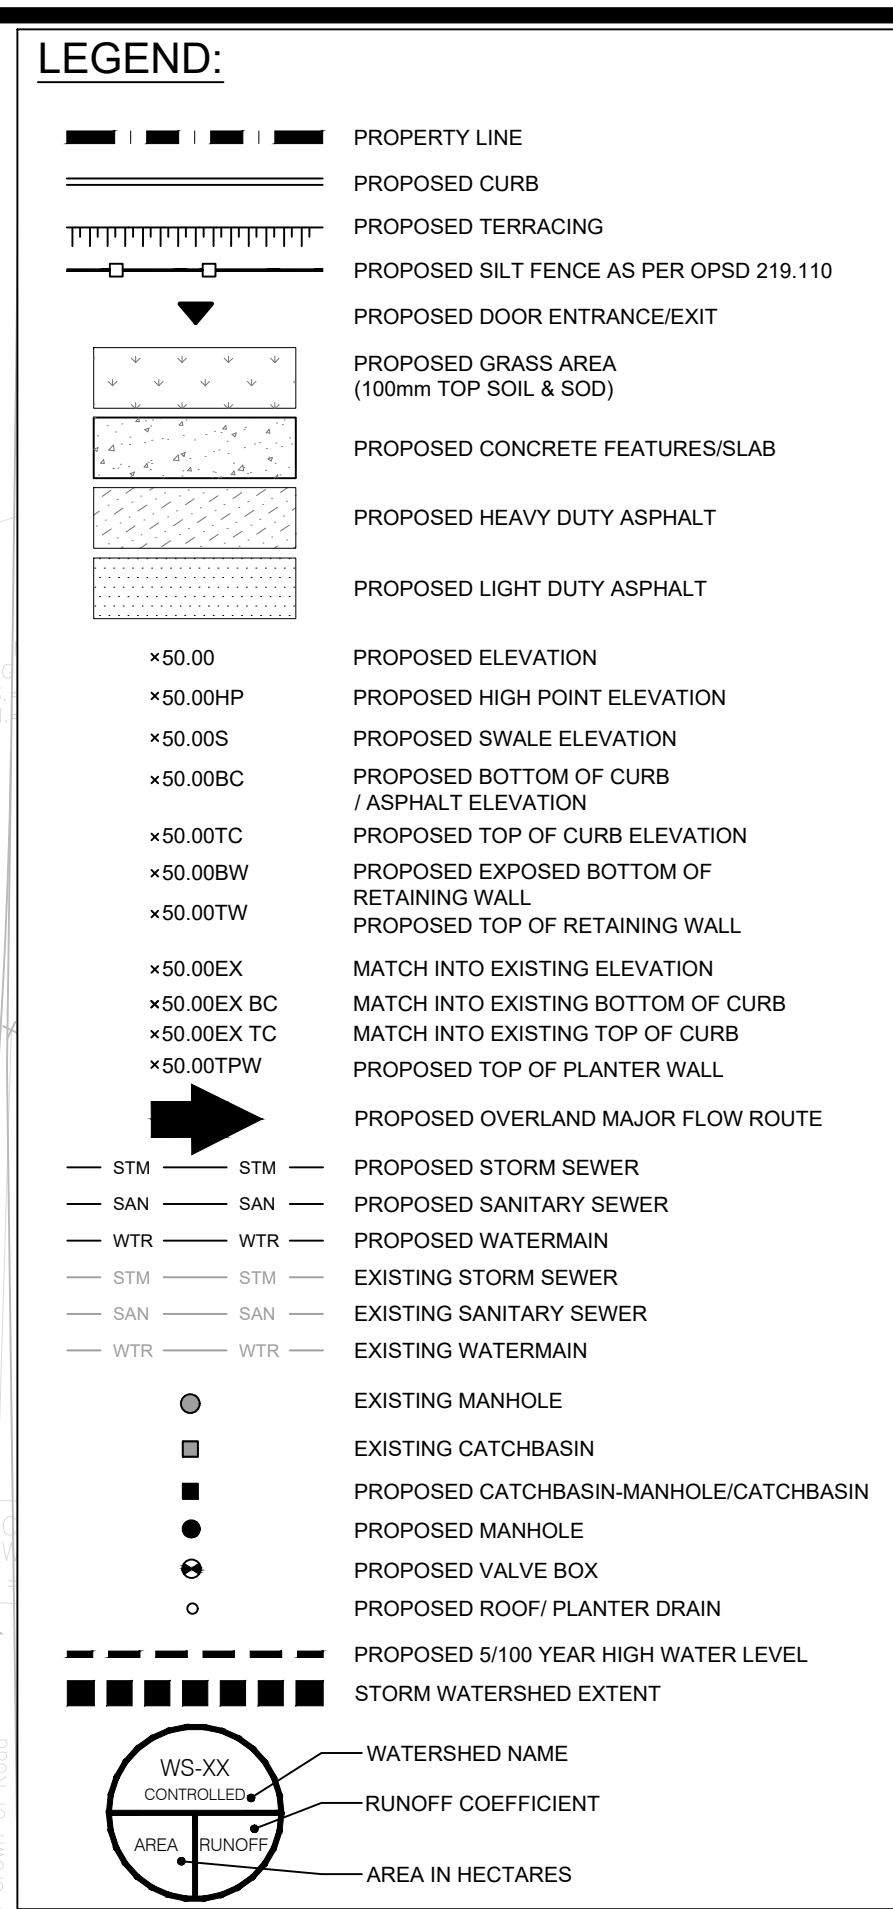 LEGEND:
PROPERTY LINE
PROPOSED CURB
PROPOSED TERRACING
PROPOSED SILT FENCE AS PER OPSD 219.110
PROPOSED DOOR ENTRANCE/EXIT
PROPOSED GRASS AREA
(100mm TOP SOIL & SOD)
PROPOSED CONCRETE FEATURES/SLAB
PROPOSED HEAVY DUTY ASPHALT
PROPOSED LIGHT DUTY ASPHALT
×50.00 PROPOSED ELEVATION
×50.00HP PROPOSED HIGH POINT ELEVATION
×50.00S PROPOSED SWALE ELEVATION
×50.00BC PROPOSED BOTTOM OF CURB
/ ASPHALT ELEVATION
×50.00TC PROPOSED TOP OF CURB ELEVATION
×50.00BW PROPOSED EXPOSED BOTTOM OF
RETAINING WALL
×50.00TW PROPOSED TOP OF RETAINING WALL
×50.00EX MATCH INTO EXISTING ELEVATION
×50.00EX BC MATCH INTO EXISTING BOTTOM OF CURB
×50.00EX TC MATCH INTO EXISTING TOP OF CURB
×50.00TPW PROPOSED TOP OF PLANTER WALL
PROPOSED OVERLAND MAJOR FLOW ROUTE
STM STM PROPOSED STORM SEWER
SAN SAN PROPOSED SANITARY SEWER
WTR WTR PROPOSED WATERMAIN
STM STM EXISTING STORM SEWER
SAN SAN EXISTING SANITARY SEWER
WTR WTR EXISTING WATERMAIN
EXISTING MANHOLE
EXISTING CATCHBASIN
PROPOSED CATCHBASIN-MANHOLE/CATCHBASIN
PROPOSED MANHOLE
PROPOSED VALVE BOX
PROPOSED ROOF/ PLANTER DRAIN
PROPOSED 5/100 YEAR HIGH WATER LEVEL
STORM WATERSHED EXTENT
WATERSHED NAME
WS-XX
CONTROLLED
RUNOFF COEFFICIENT
AREA RUNOFF
AREA IN HECTARES